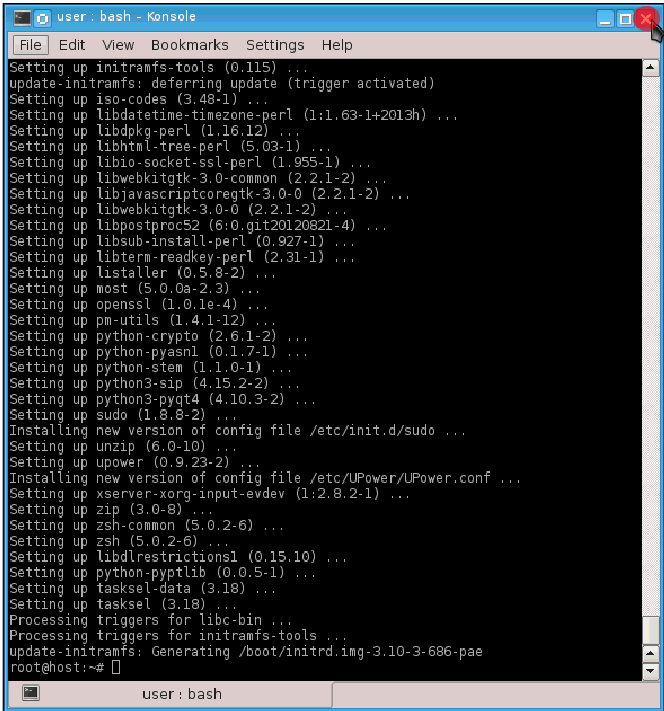 user : bash – Konsole
File Edit View Bookmarks Settings Help
Setting up initramfs-tools (0.115) ...
update-initramfs: deferring update (trigger activated)
Setting up iso-codes (3.48-1) ...
Setting up libdatetime-timezone-perl (1:1.63-1+2013h) ...
Setting up libdpkg-perl (1.16.12) ...
Setting up libhtml-tree-perl (5.03-1) ...
Setting up libio-socket-ssl-perl (1.955-1) ...
Setting up libwebkitgtk-3.0-common (2.2.1-2) ...
Setting up libjavascriptcoregtk-3.0-0 (2.2.1-2) ...
Setting up libwebkitgtk-3.0-0 (2.2.1-2) ...
Setting up libpostproc52 (6:0.git20120821-4) ...
Setting up libsub-install-perl (0.927-1) ...
Setting up libterm-readkey-perl (2.31-1) ...
Setting up listaller (0.5.8-2) ...
Setting up most (5.0.0a-2.3) ...
Setting up openssl (1.0.1e-4) ...
Setting up pm-utils (1.4.1-12) ...
Setting up python-crypto (2.6.1-2) ...
Setting up python-pyasn1 (0.1.7-1) ...
Setting up python-stem (1.1.0-1) ...
Setting up python3-sip (4.15.2-2) ...
Setting up python3-pyqt4 (4.10.3-2) ...
Setting up sudo (1.8.8-2) ...
Installing new version of config file /etc/init.d/sudo ...
Setting up unzip (6.0-10) ...
Setting up upower (0.9.23-2) ...
Installing new version of config file /etc/UPower/UPower.conf ...
Setting up xserver-xorg-input-evdev (1:2.8.2-1) ...
Setting up zip (3.0-8) ...
Setting up zsh-common (5.0.2-6) ...
Setting up zsh (5.0.2-6) ...
Setting up libdlrestrictions1 (0.15.10) ...
Setting up python-pyptlib (0.0.5-1) ...
Setting up tasksel-data (3.18) ...
Setting up tasksel (3.18) ...
Processing triggers for libc-bin ...
Processing triggers for initramfs-tools ...
update-initramfs: Generating /boot/initrd.img-3.10-3-686-pae
root@host:~#
user : bash